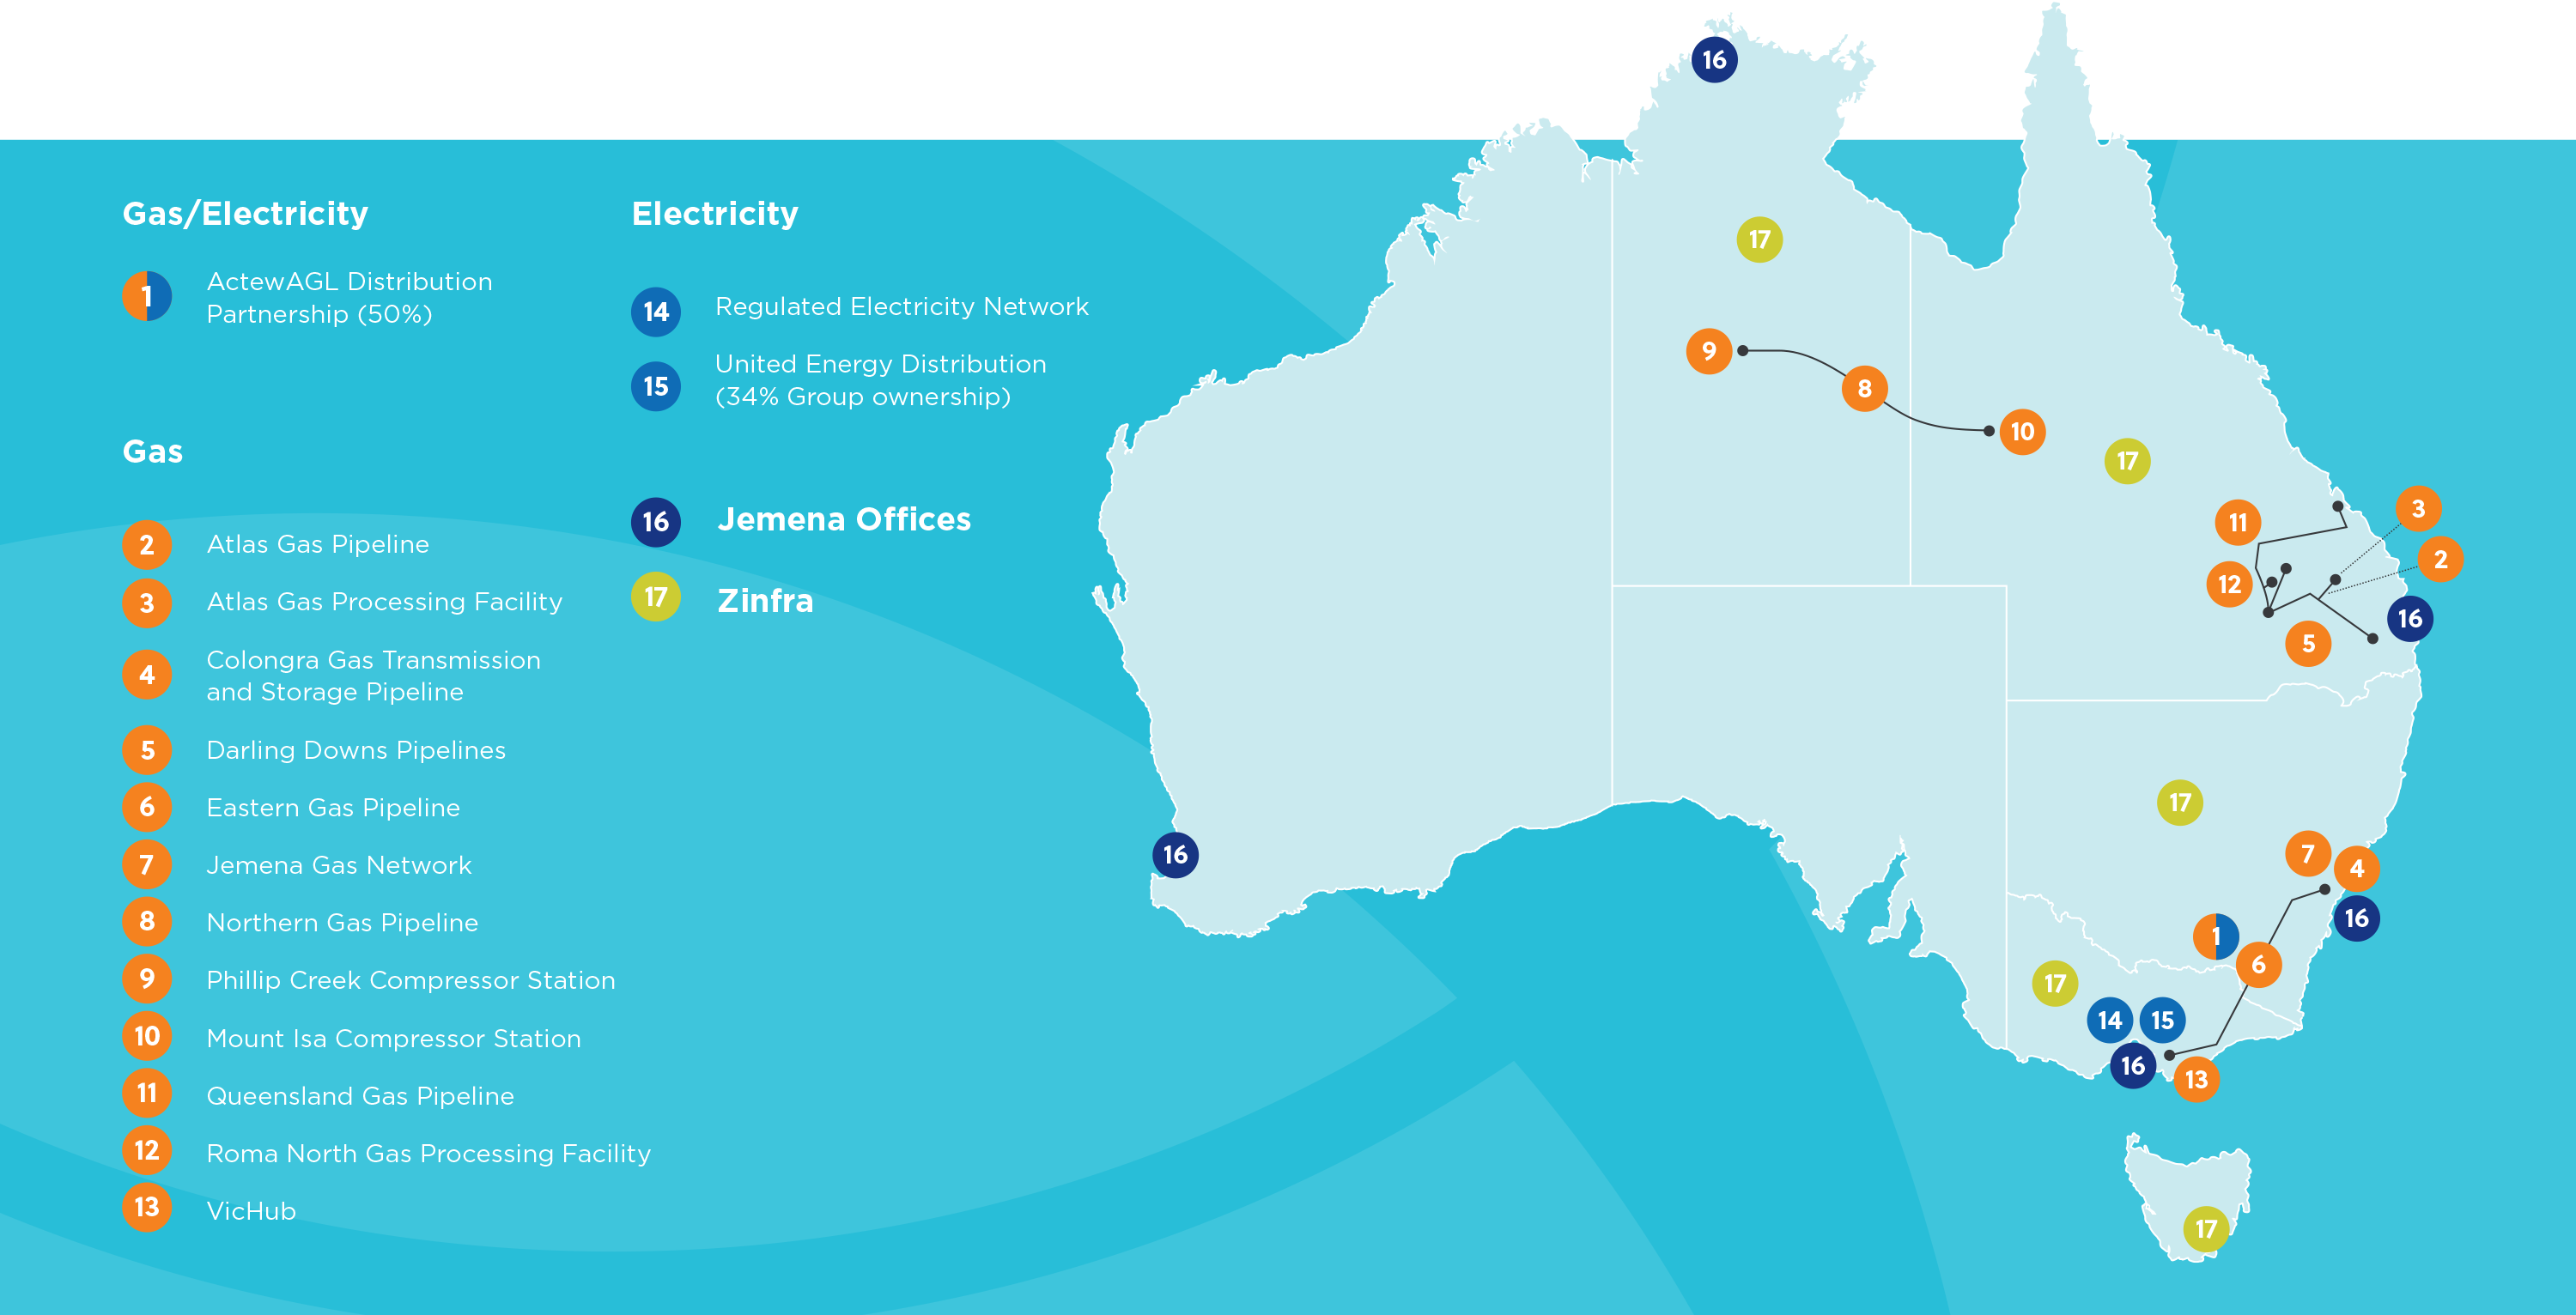 Gas/Electricity
1
ActewAGL Distribution
Partnership (50%)
Gas
2
Atlas Gas Pipeline
3
Atlas Gas Processing Facility
4
Colongra Gas Transmission
and Storage Pipeline
5
Darling Downs Pipelines
6
Eastern Gas Pipeline
7
Jemena Gas Network
8
Northern Gas Pipeline
9
Phillip Creek Compressor Station
10
Mount Isa Compressor Station
11
Queensland Gas Pipeline
12
Roma North Gas Processing Facility
13
VicHub
Electricity
14
Regulated Electricity Network
15
United Energy Distribution
(34% Group ownership)
16
Jemena Offices
17
Zinfra
16
17
9
8
10
17
3
11
2
12
16
5
17
7
16
4
16
1
6
17
14
15
16
13
17